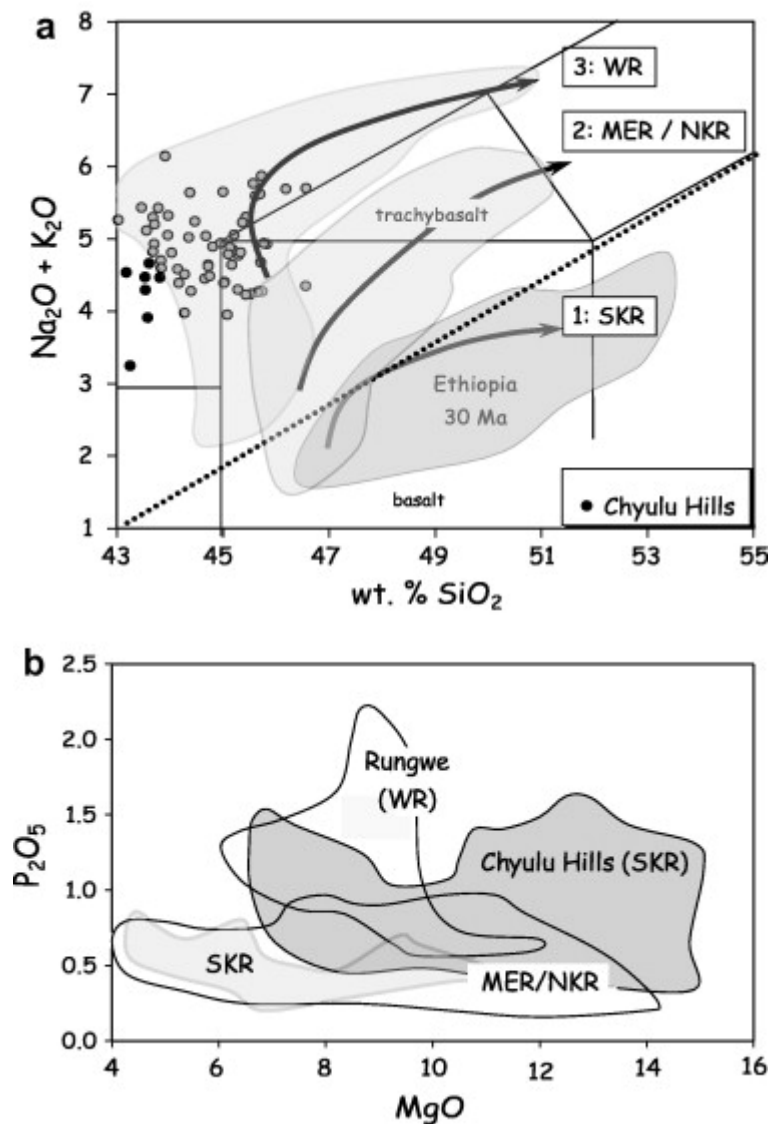 a
8
7
6
5
4
3
2
1
Na₂O + K₂O
3: WR
2: MER / NKR
trachybasalt
1: SKR
Ethiopia
30 Ma
basalt
Chyulu Hills
43 45 47 49 51 53 55
wt. % SiO₂
b
2.5
2.0
1.5
1.0
0.5
0.0
P₂O₅
Rungwe
(WR)
Chyulu Hills (SKR)
SKR
MER/NKR
4 6 8 10 12 14 16
MgO